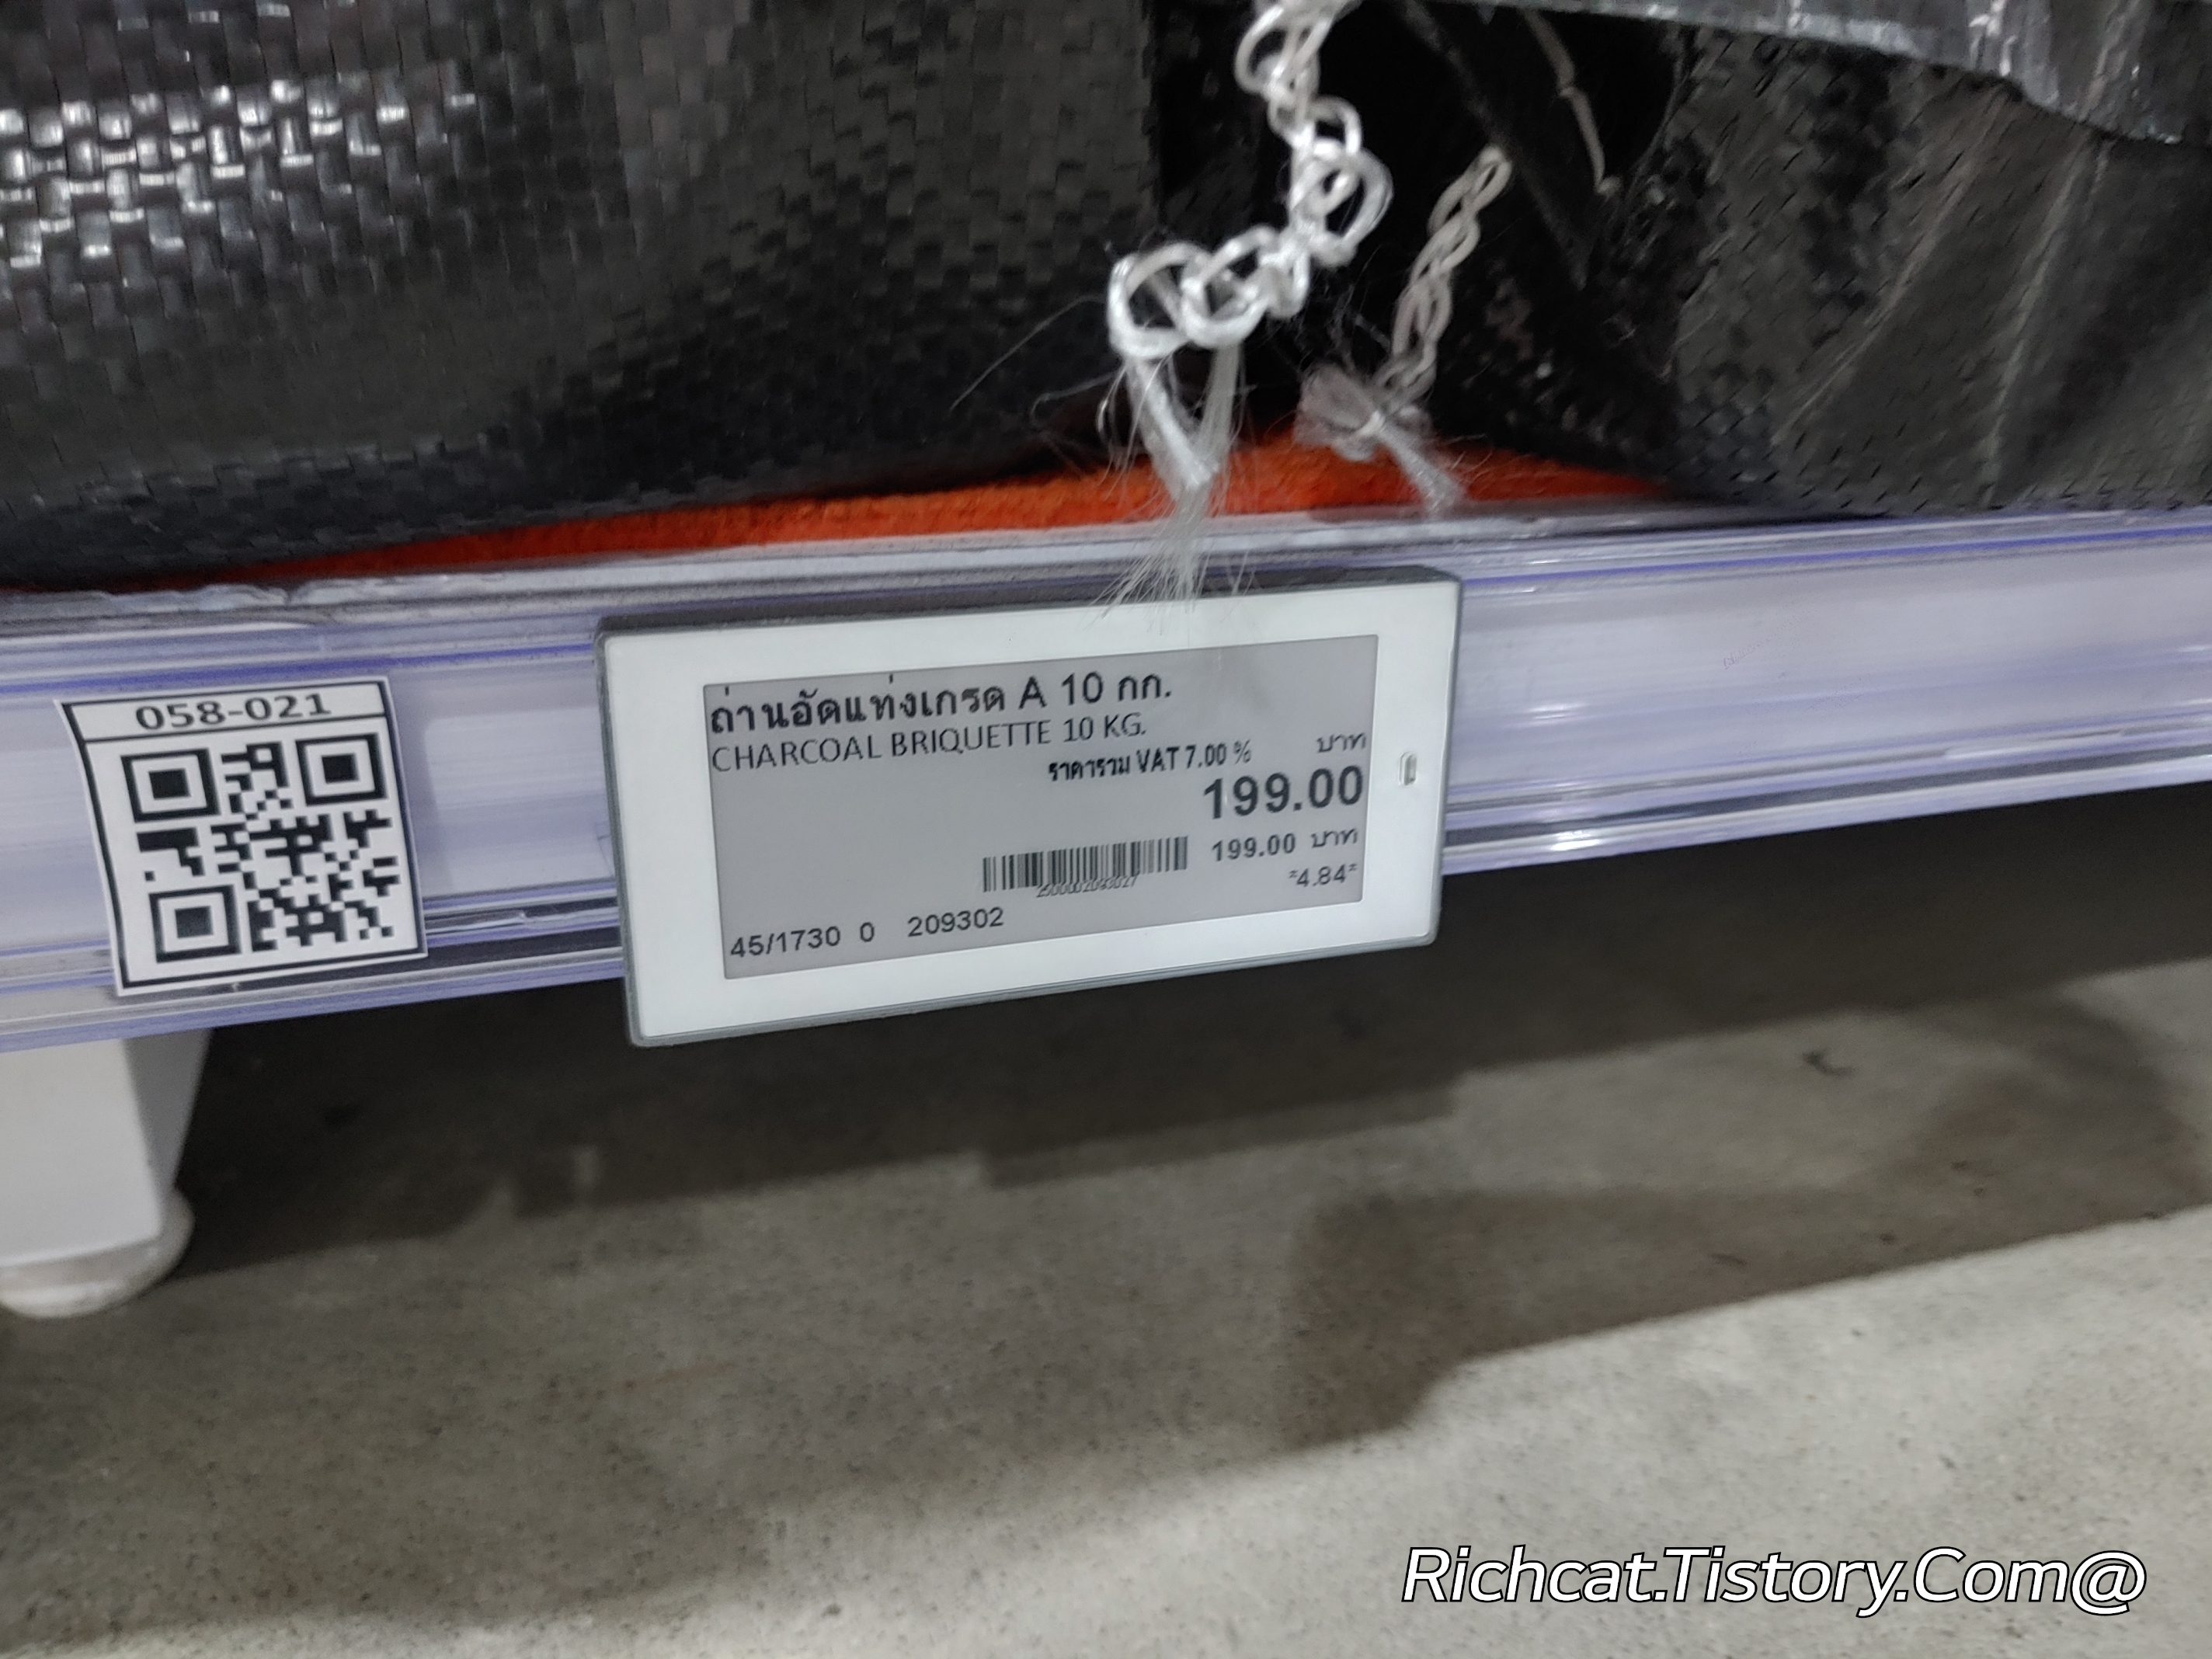 058-021
ถ่านอัดแท่งเกรด A 10 กก.
CHARCOAL BRIQUETTE 10 KG.
ราคารวม VAT 7.00 % บาท
199.00
199.00 บาท
2000002093027
*4.84*
45/1730 0 209302
Richcat.Tistory.Com@